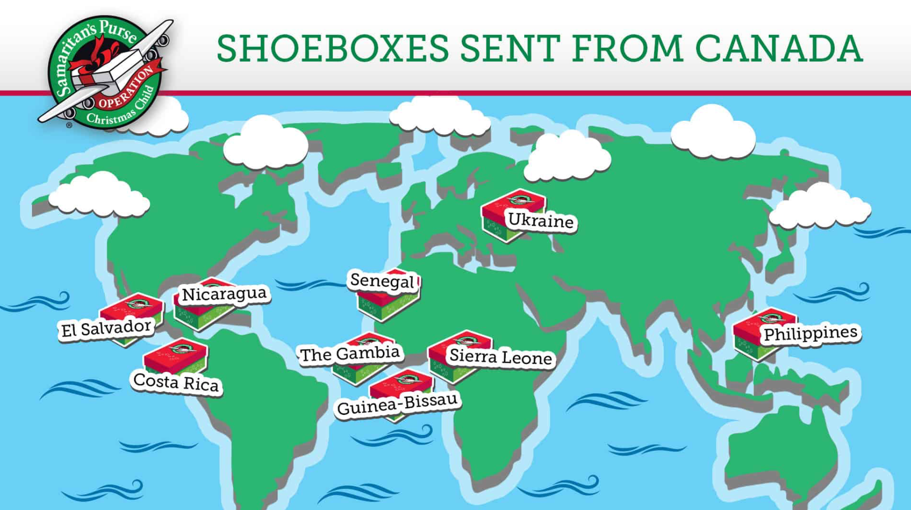 Samaritan's Purse
OPERATION
Christmas Child
®
SHOEBOXES SENT FROM CANADA
Ukraine
Senegal
Nicaragua
El Salvador
Philippines
The Gambia
Sierra Leone
Costa Rica
Guinea-Bissau